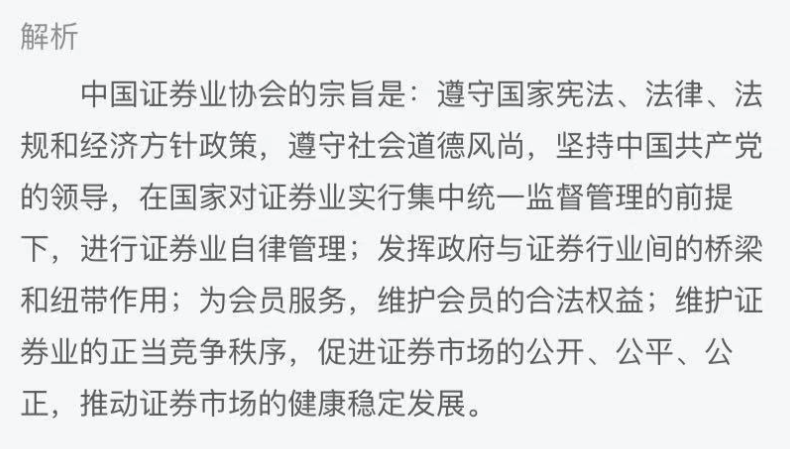 解析
中国证券业协会的宗旨是：遵守国家宪法、法律、法
规和经济方针政策，遵守社会道德风尚，坚持中国共产党
的领导，在国家对证券业实行集中统一监督管理的前提
下，进行证券业自律管理；发挥政府与证券行业间的桥梁
和纽带作用；为会员服务，维护会员的合法权益；维护证
券业的正当竞争秩序，促进证券市场的公开、公平、公
正，推动证券市场的健康稳定发展。